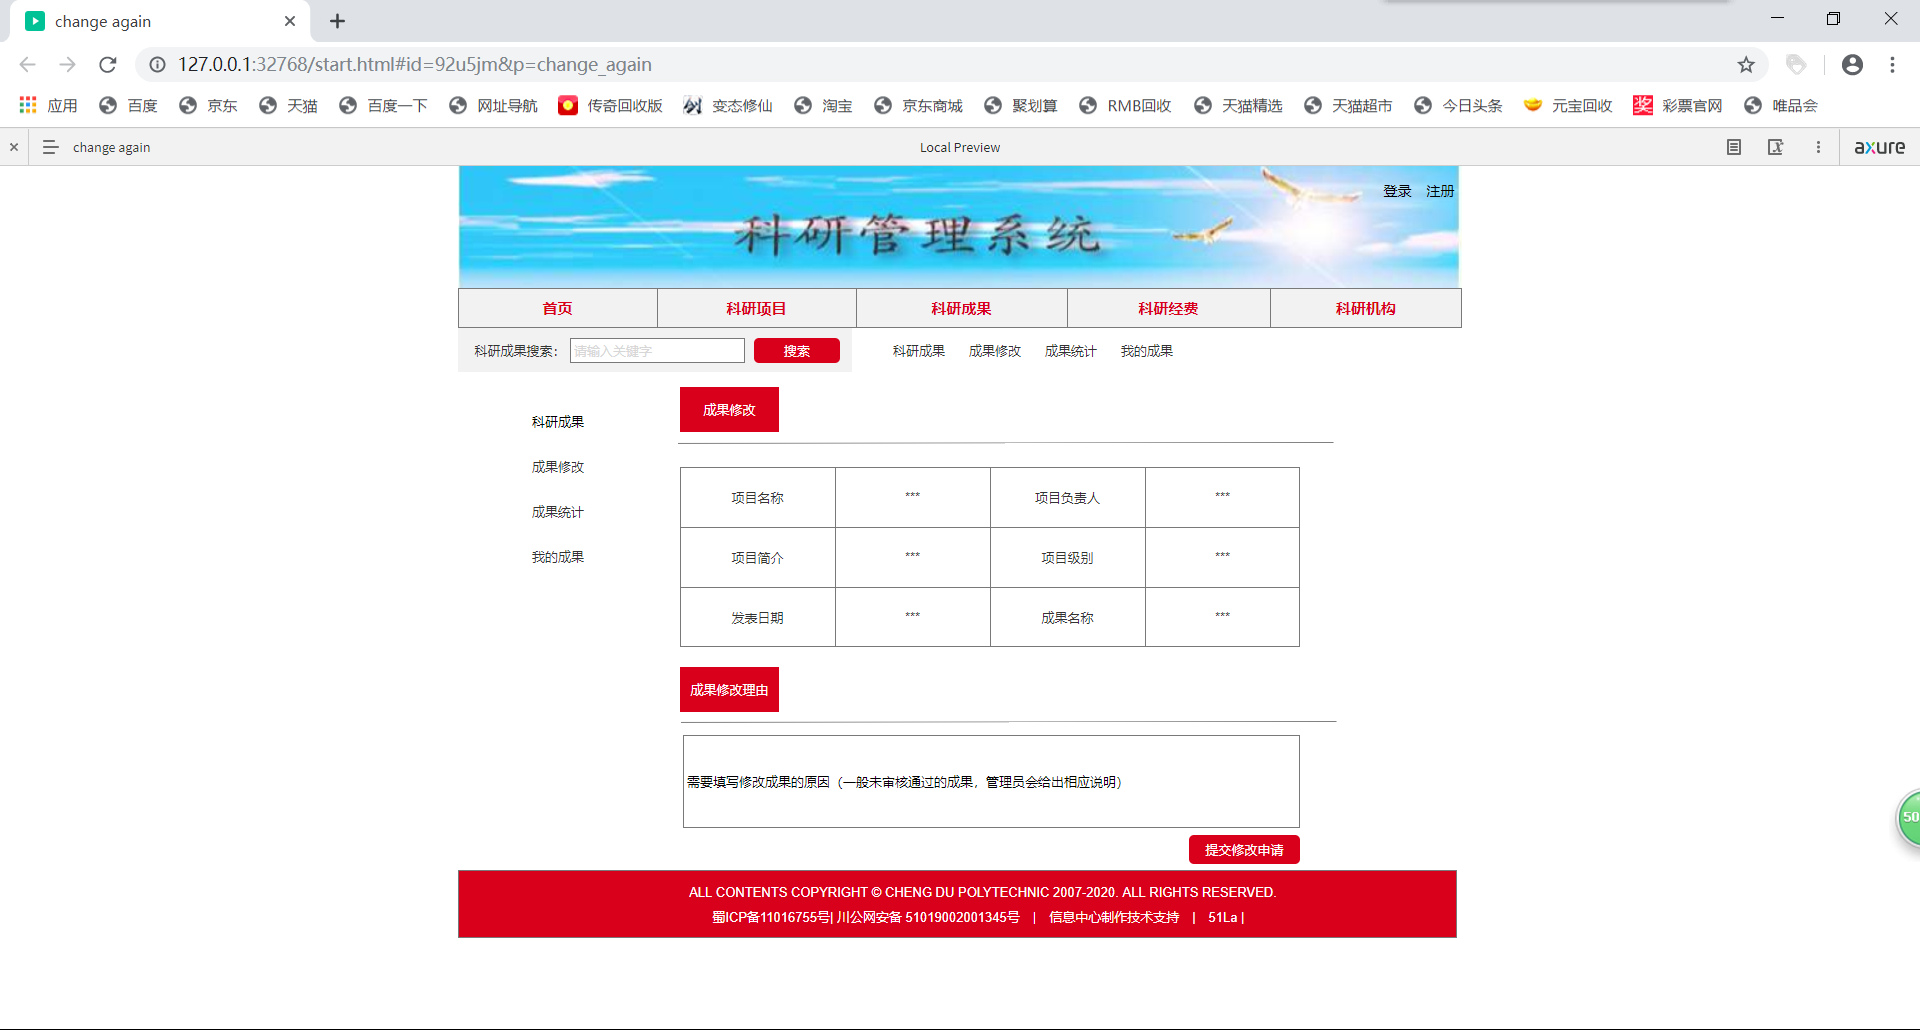 change again
127.0.0.1:32768/start.html#id=92u5jm&p=change_again
应用 百度 京东 天猫 百度一下 网址导航 传奇回收版 变态修仙 淘宝 京东商城 聚划算 RMB回收 天猫精选 天猫超市 今日头条 元宝回收 奖 彩票官网 唯品会
change again Local Preview axure
登录 注册
科研管理系统
首页 科研项目 科研成果 科研经费 科研机构
科研成果搜索: 请输入关键字 搜索 科研成果 成果修改 成果统计 我的成果
科研成果
成果修改
成果统计
我的成果
成果修改
项目名称 *** 项目负责人 ***
项目简介 *** 项目级别 ***
发表日期 *** 成果名称 ***
成果修改理由
需要填写修改成果的原因（一般未审核通过的成果，管理员会给出相应说明）
提交修改申请
50
ALL CONTENTS COPYRIGHT © CHENG DU POLYTECHNIC 2007-2020. ALL RIGHTS RESERVED.
蜀ICP备11016755号| 川公网安备 51019002001345号 | 信息中心制作技术支持 | 51La |